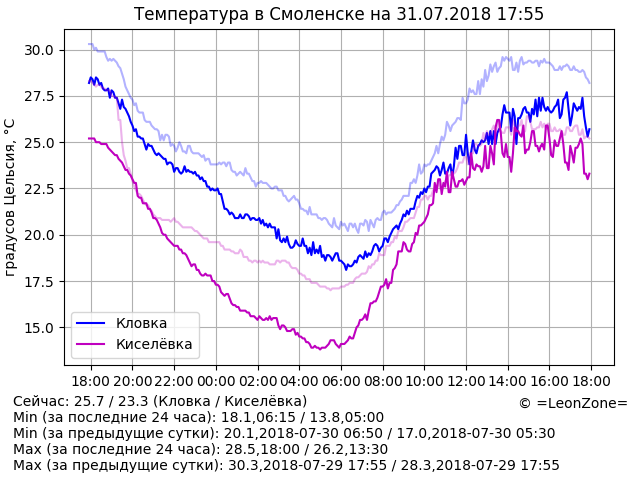 Температура в Смоленске на 31.07.2018 17:55
градусов Цельсия, °C
30.0
27.5
25.0
22.5
20.0
17.5
15.0
Кловка
Киселёвка
18:00 20:00 22:00 00:00 02:00 04:00 06:00 08:00 10:00 12:00 14:00 16:00 18:00
Сейчас: 25.7 / 23.3 (Кловка / Киселёвка)
© =LeonZone=
Min (за последние 24 часа): 18.1,06:15 / 13.8,05:00
Min (за предыдущие сутки): 20.1,2018-07-30 06:50 / 17.0,2018-07-30 05:30
Max (за последние 24 часа): 28.5,18:00 / 26.2,13:30
Max (за предыдущие сутки): 30.3,2018-07-29 17:55 / 28.3,2018-07-29 17:55